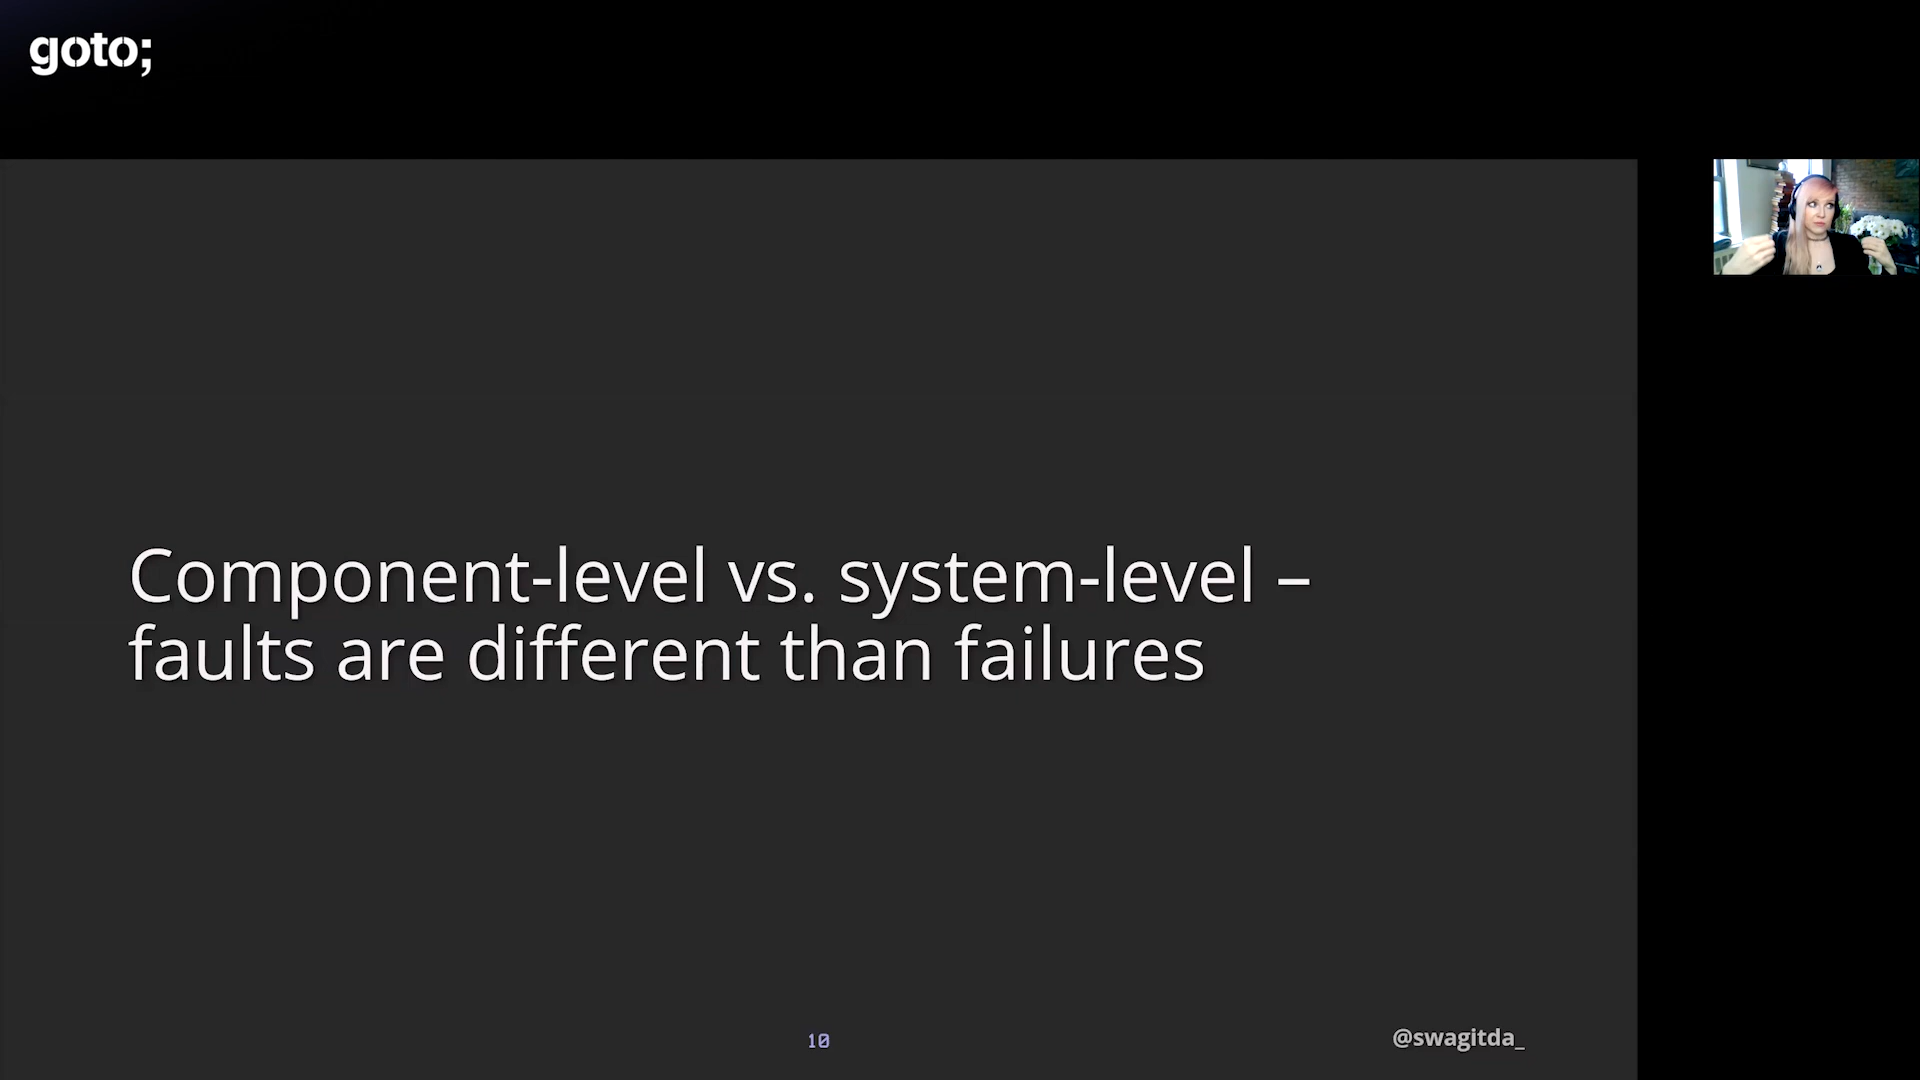 goto;
Component-level vs. system-level –
faults are different than failures
10
@swagitda_